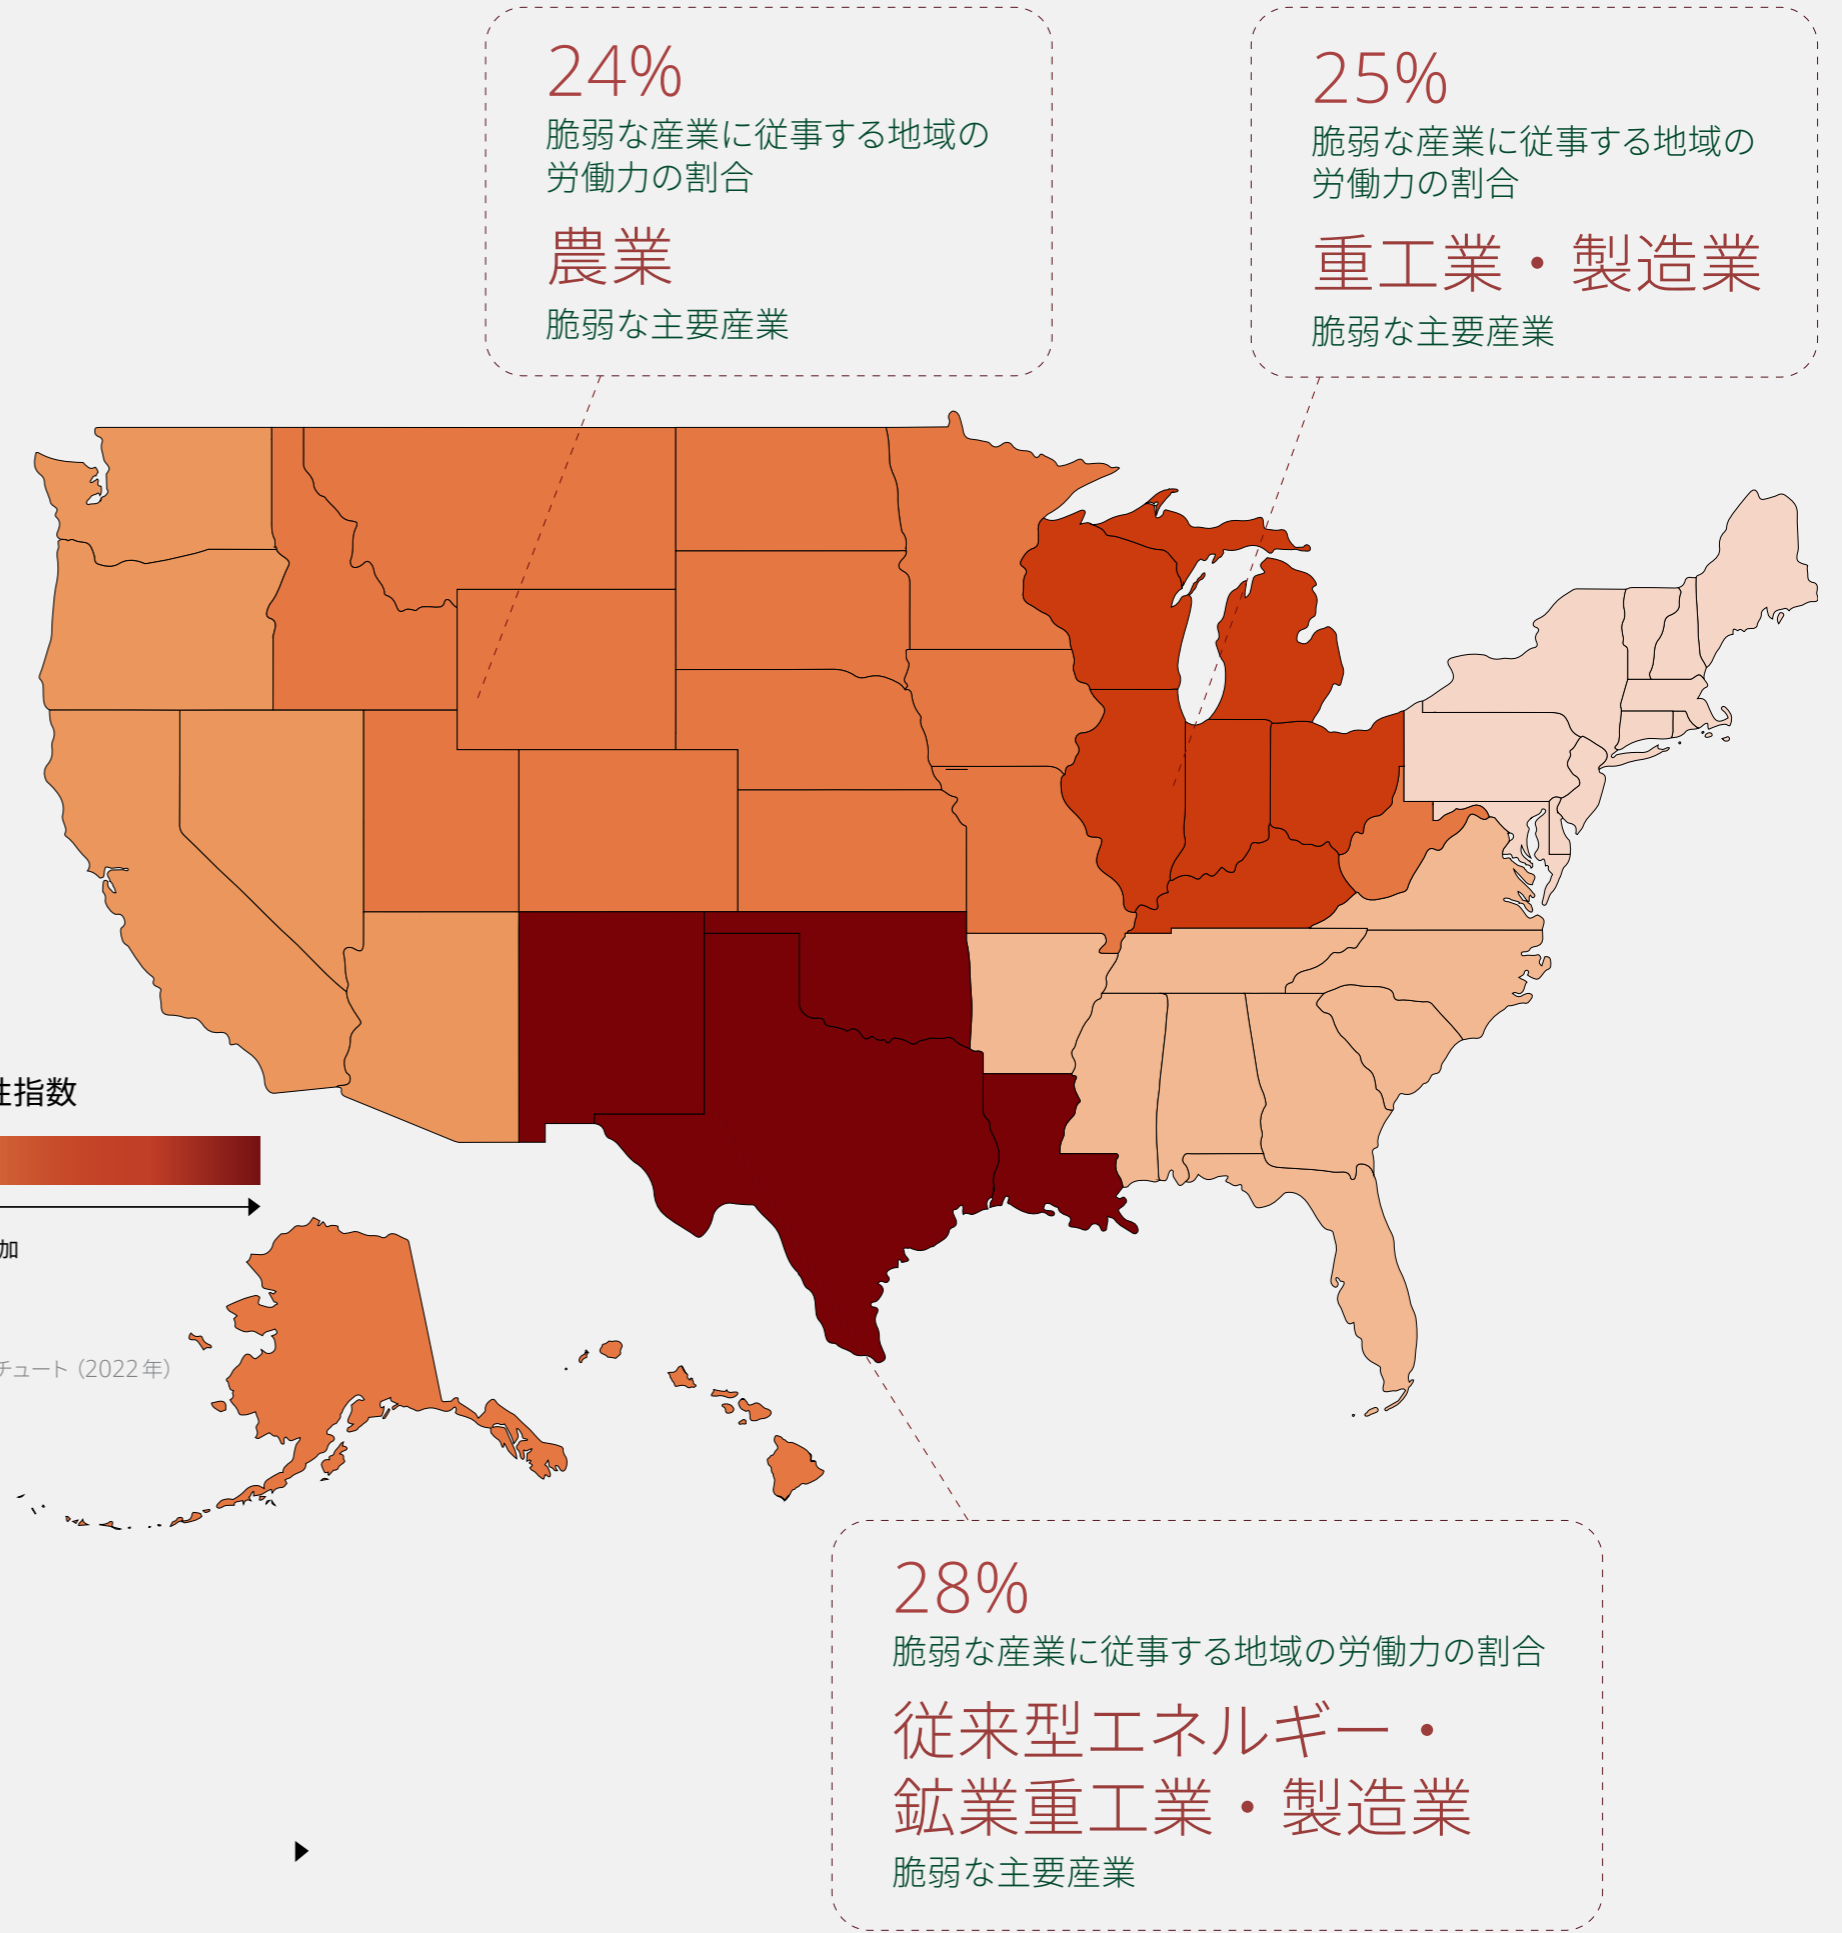 24%
脆弱な産業に従事する地域の
労働力の割合
農業
脆弱な主要産業
25%
脆弱な産業に従事する地域の
労働力の割合
重工業・製造業
脆弱な主要産業
性指数
加
チュート（2022年）
28%
脆弱な産業に従事する地域の労働力の割合
従来型エネルギー・
鉱業重工業・製造業
脆弱な主要産業